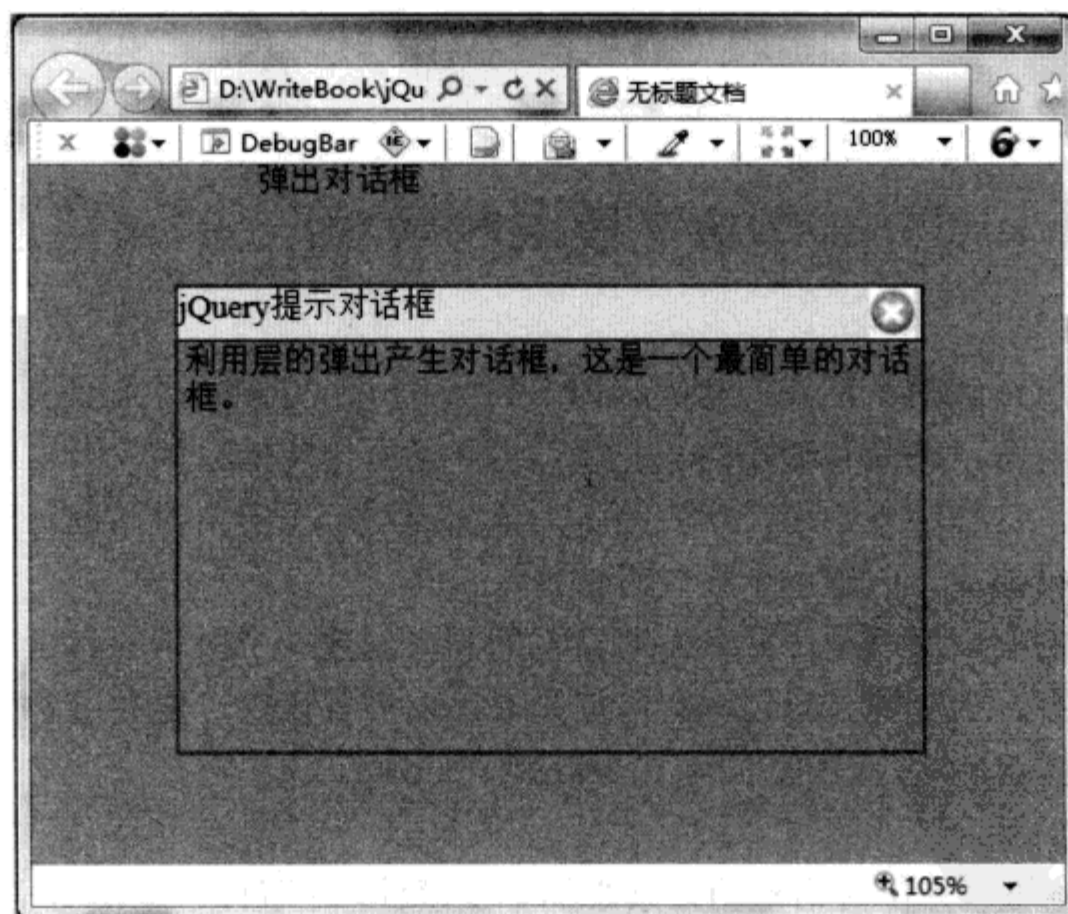 D:\WriteBook\jQu
无标题文档
DebugBar
100%
弹出对话框
jQuery提示对话框
利用层的弹出产生对话框，这是一个最简单的对话
框。
105%